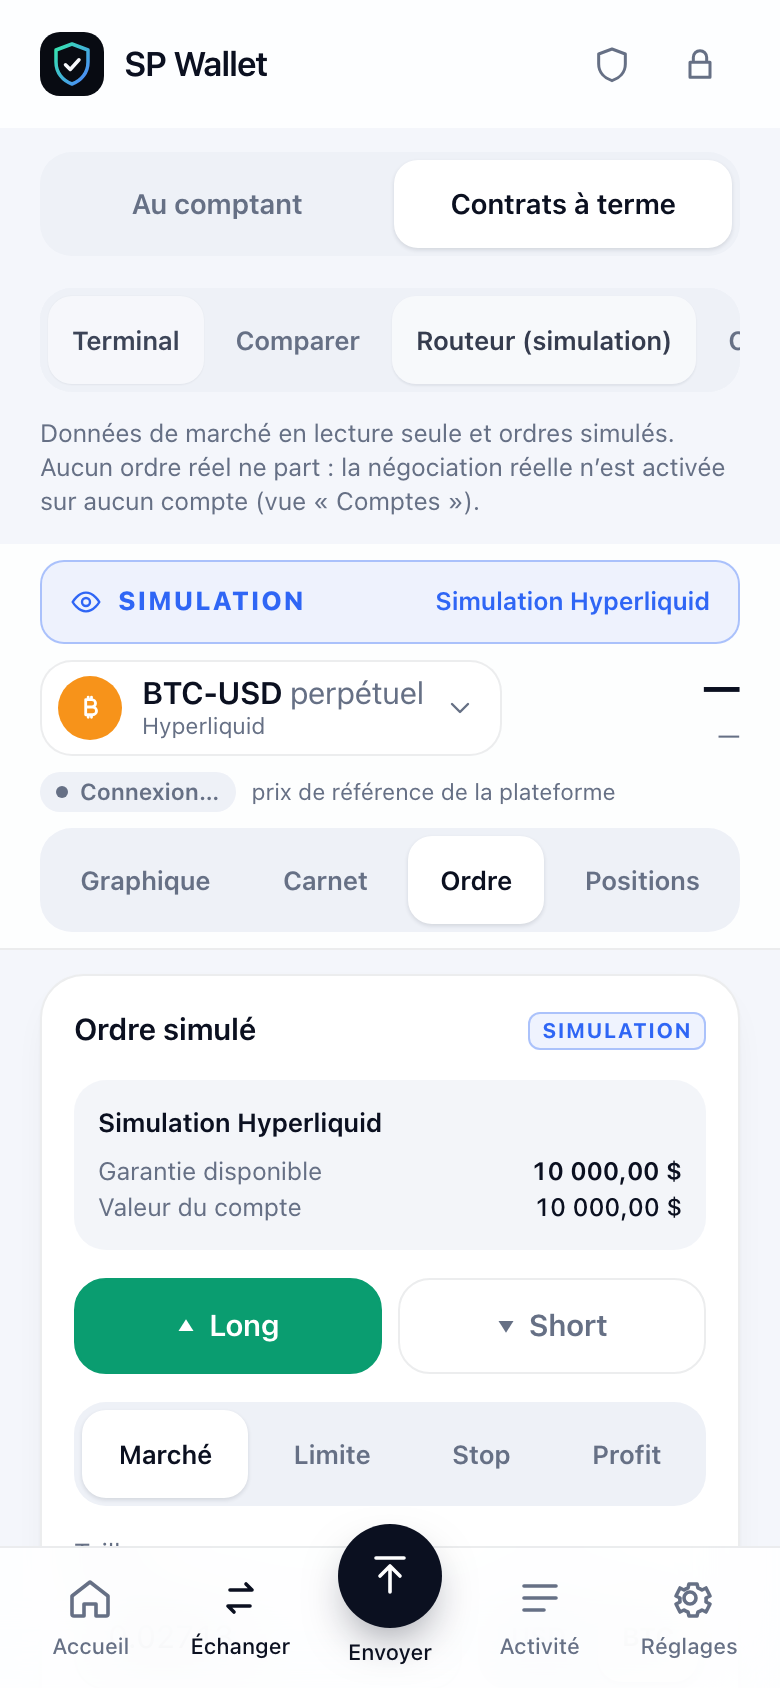 SP Wallet
Au comptant
Contrats à terme
Terminal
Comparer
Routeur (simulation)
Données de marché en lecture seule et ordres simulés.
Aucun ordre réel ne part : la négociation réelle n’est activée
sur aucun compte (vue « Comptes »).
SIMULATION
Simulation Hyperliquid
BTC-USD perpétuel
Hyperliquid
—
—
Connexion...
prix de référence de la plateforme
Graphique
Carnet
Ordre
Positions
Ordre simulé
SIMULATION
Simulation Hyperliquid
Garantie disponible
10 000,00 $
Valeur du compte
10 000,00 $
▲ Long
▼ Short
Marché
Limite
Stop
Profit
Accueil
Échanger
Envoyer
Activité
Réglages